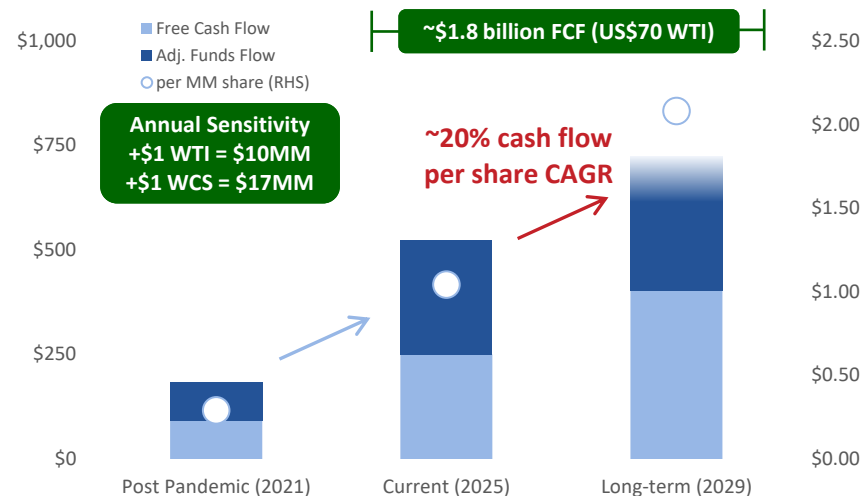 Free Cash Flow
Adj. Funds Flow
per MM share (RHS)
~$1.8 billion FCF (US$70 WTI)
Annual Sensitivity
+$1 WTI = $10MM
+$1 WCS = $17MM
~20% cash flow
per share CAGR
$1,000
$750
$500
$250
$0
$2.50
$2.00
$1.50
$1.00
$0.50
$0.00
Post Pandemic (2021)
Current (2025)
Long-term (2029)